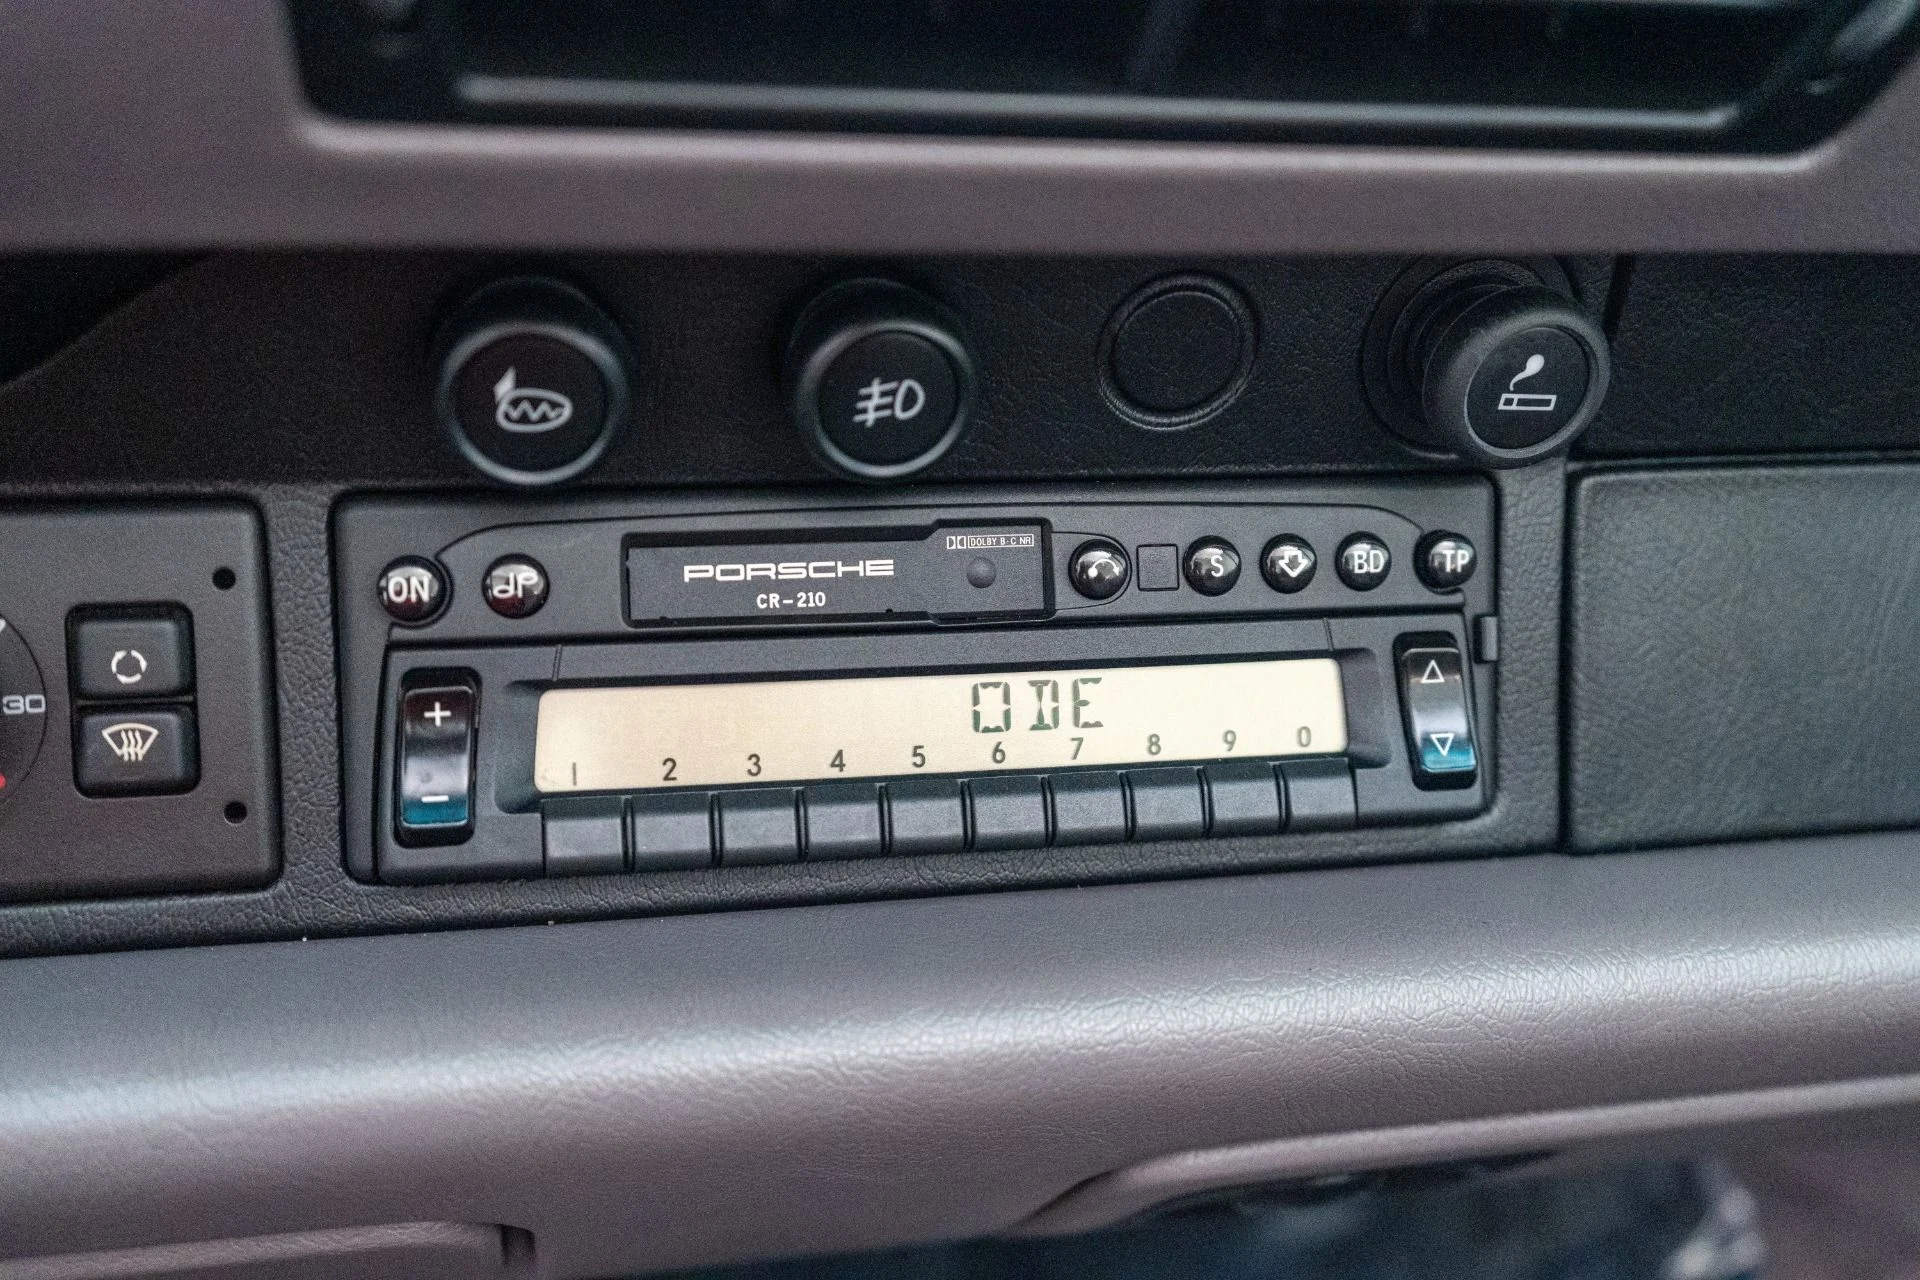 30
ON
dP
PORSCHE
CR-210
DOLBY B-C NR
S
BD
TP
+
-
ODE
1 2 3 4 5 6 7 8 9 0